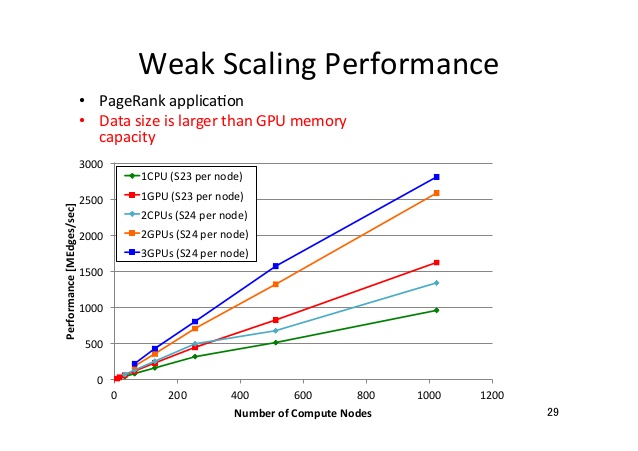 Weak Scaling Performance
• PageRank application
• Data size is larger than GPU memory
capacity
3000
2500
2000
1500
1000
500
0
Performance [MEdges/sec]
1CPU (S23 per node)
1GPU (S23 per node)
2CPUs (S24 per node)
2GPUs (S24 per node)
3GPUs (S24 per node)
0 200 400 600 800 1000 1200
Number of Compute Nodes
29